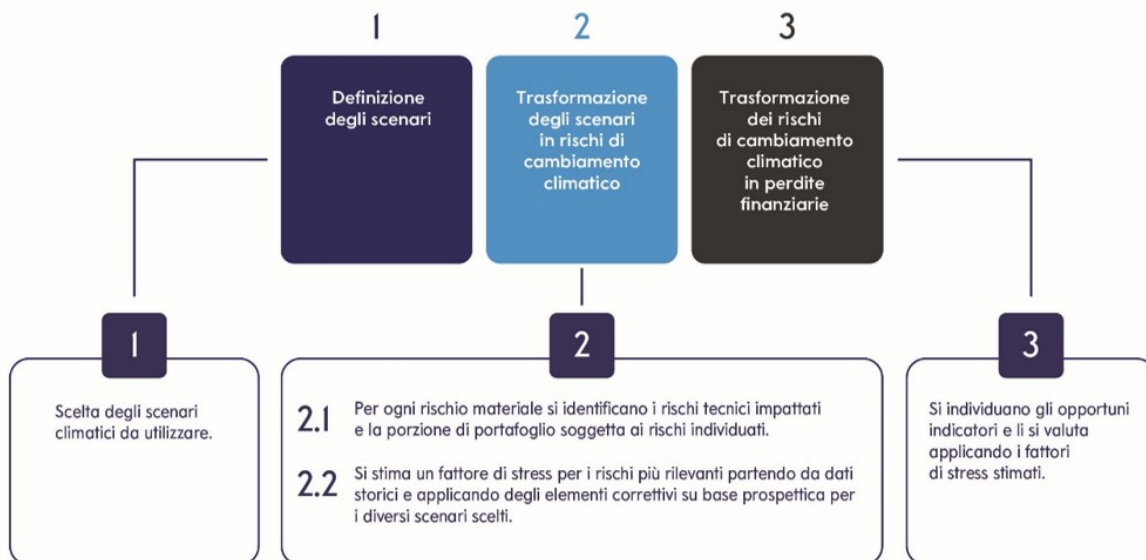 1
Definizione
degli scenari
2
Trasformazione
degli scenari
in rischi di
cambiamento
climatico
3
Trasformazione
dei rischi
di cambiamento
climatico
in perdite
finanziarie
1
Scelta degli scenari
climatici da utilizzare.
2
2.1 Per ogni rischio materiale si identificano i rischi tecnici impattati
e la porzione di portafoglio soggetta ai rischi individuati.
2.2 Si stima un fattore di stress per i rischi più rilevanti partendo da dati
storici e applicando degli elementi correttivi su base prospettica per
i diversi scenari scelti.
3
Si individuano gli opportuni
indicatori e li si valuta
applicando i fattori
di stress stimati.